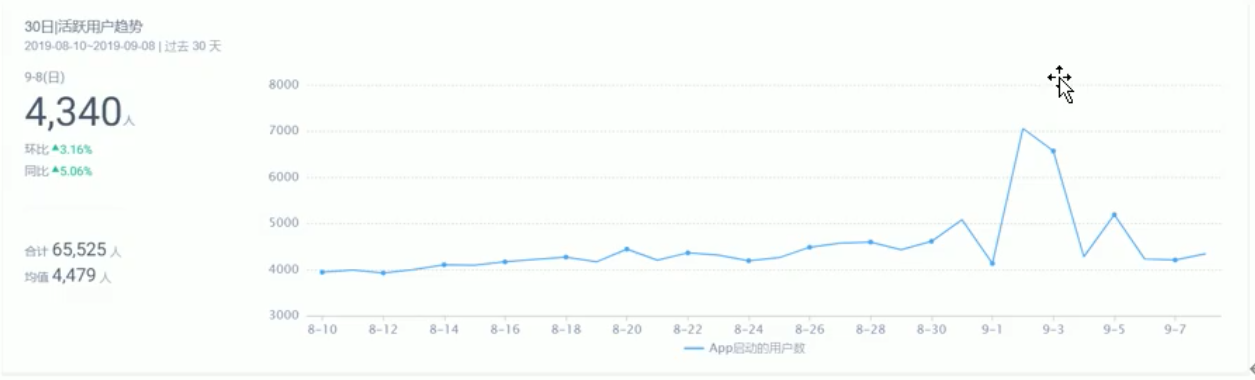 30日|活跃用户趋势
2019-08-10~2019-09-08 | 过去 30 天
9-8(日)
4,340人
环比 ▲3.16%
同比 ▲5.06%
合计 65,525 人
均值 4,479 人
8000
7000
6000
5000
4000
3000
8-10 8-12 8-14 8-16 8-18 8-20 8-22 8-24 8-26 8-28 8-30 9-1 9-3 9-5 9-7
App启动的用户数